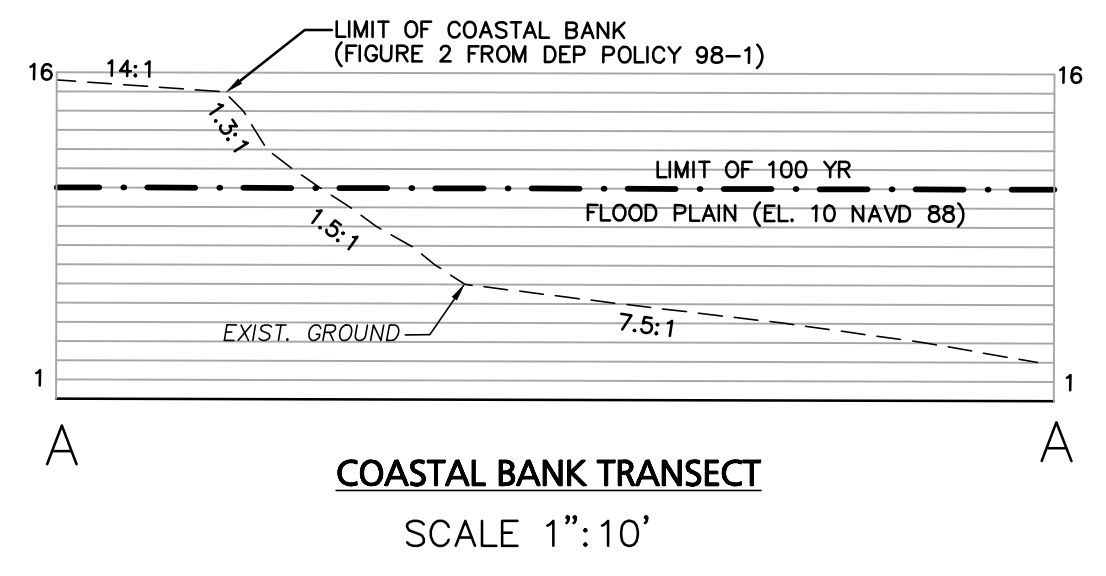 LIMIT OF COASTAL BANK
(FIGURE 2 FROM DEP POLICY 98-1)
16
14:1
16
1.3:1
LIMIT OF 100 YR
FLOOD PLAIN (EL. 10 NAVD 88)
1.5:1
EXIST. GROUND
7.5:1
1
1
A
A
COASTAL BANK TRANSECT
SCALE 1":10'